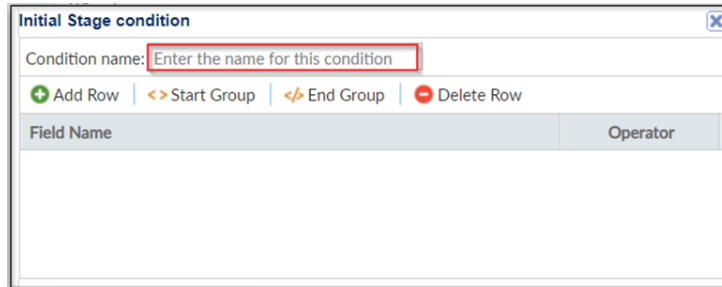 Initial Stage condition
Condition name: Enter the name for this condition
Add Row <> Start Group </> End Group Delete Row
Field Name Operator